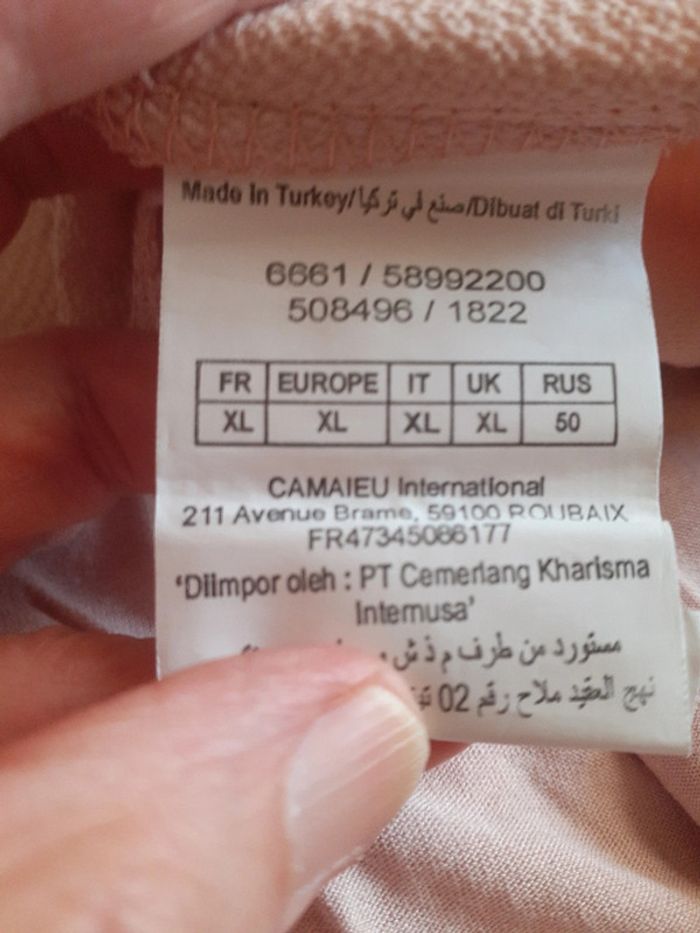 Made In Turkey/صنع في تركيا/Dibuat di Turki
6661 / 58992200
508496 / 1822
FR EUROPE IT UK RUS
XL XL XL XL 50
CAMAIEU International
211 Avenue Brame, 59100 ROUBAIX
FR47345086177
‘Diimpor oleh : PT Cemerlang Kharisma
Internusa’
مستورد من طرف م ذ ش
نهج العقيد ملاح رقم 02